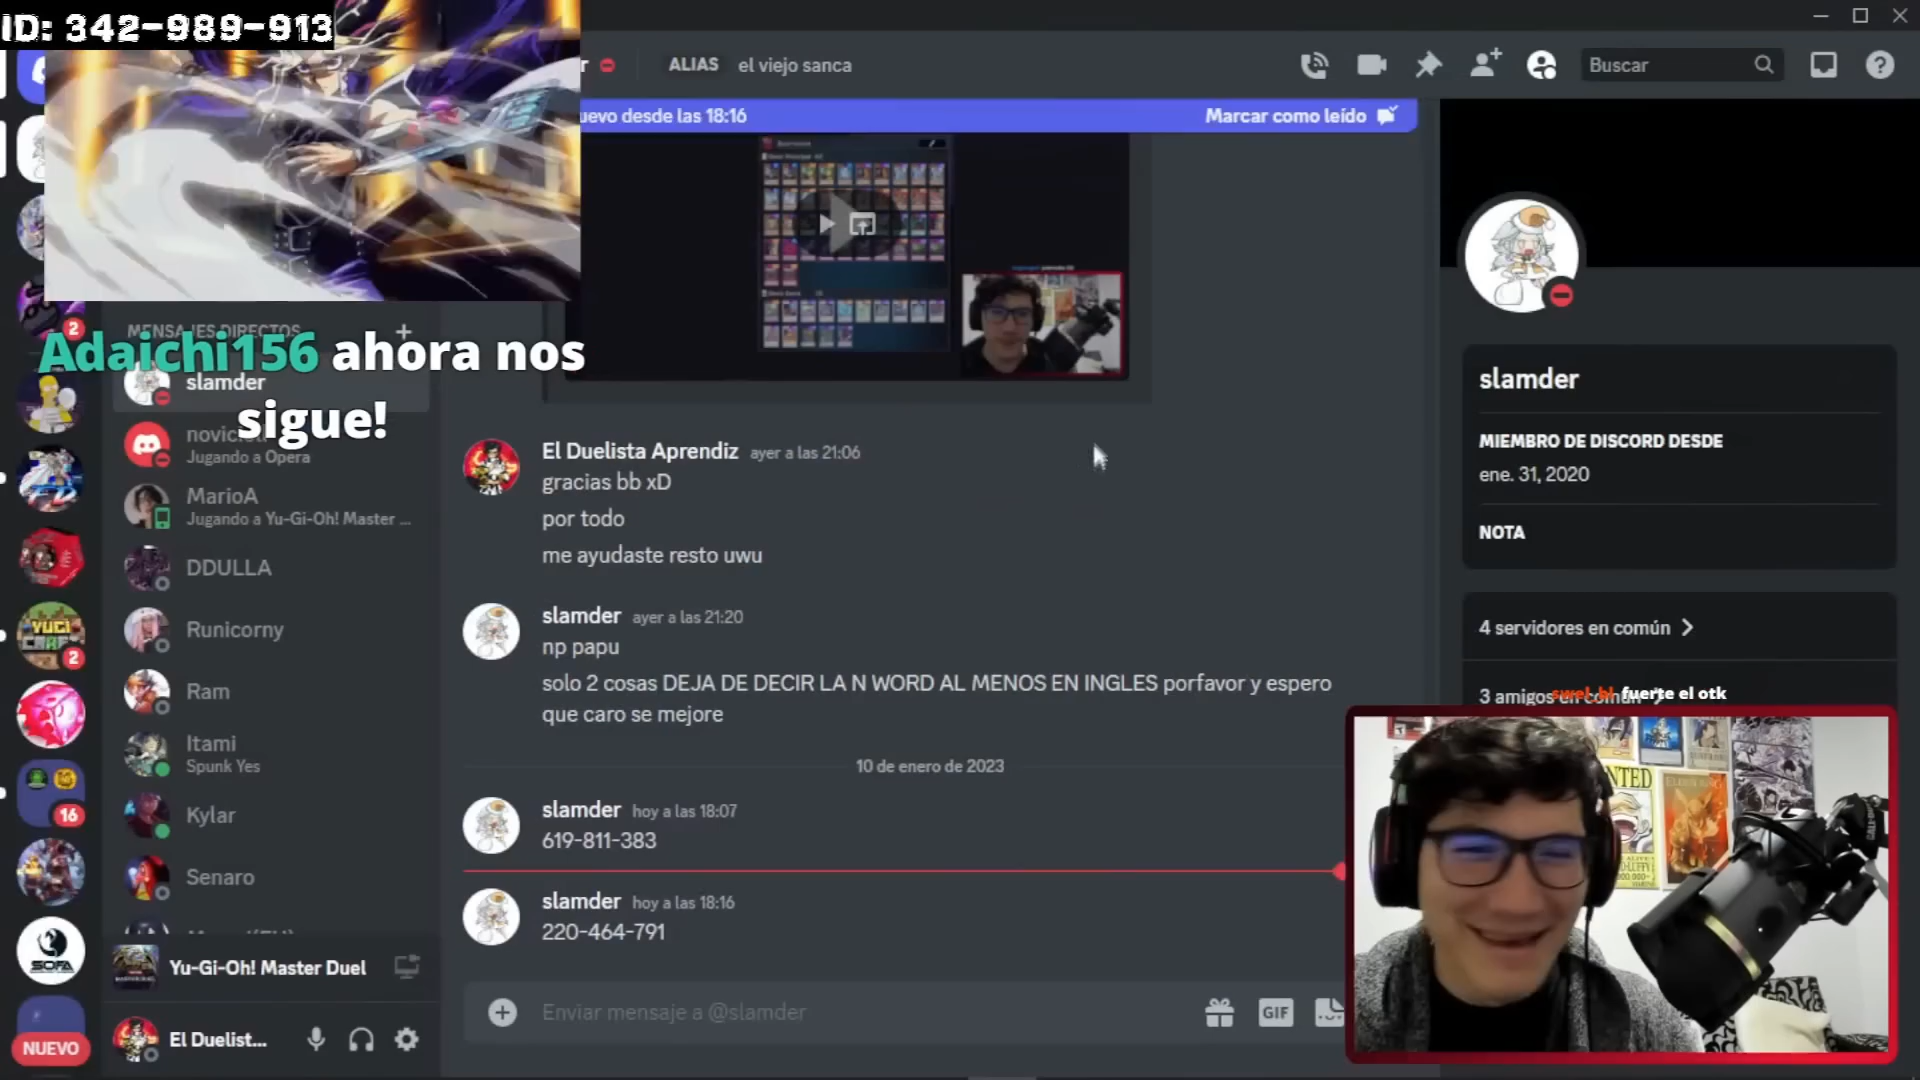 ID: 342-989-913
ALIAS el viejo sanca
Buscar
uevo desde las 18:16
Marcar como leído
MENSAJES DIRECTOS
Adaichi156 ahora nos
sigue!
slamder
Jugando a Opera
MarioA
Jugando a Yu-Gi-Oh! Master ...
DDULLA
Runicorny
Ram
Itami
Spunk Yes
Kylar
Senaro
2
2
16
SOFA
NUEVO
Yu-Gi-Oh! Master Duel
El Duelist...
El Duelista Aprendiz ayer a las 21:06
gracias bb xD
por todo
me ayudaste resto uwu
slamder ayer a las 21:20
np papu
solo 2 cosas DEJA DE DECIR LA N WORD AL MENOS EN INGLES porfavor y espero
que caro se mejore
10 de enero de 2023
slamder hoy a las 18:07
619-811-383
slamder hoy a las 18:16
220-464-791
Enviar mensaje a @slamder
GIF
slamder
MIEMBRO DE DISCORD DESDE
ene. 31, 2020
NOTA
4 servidores en común
3 amigos en común
fuerte el otk